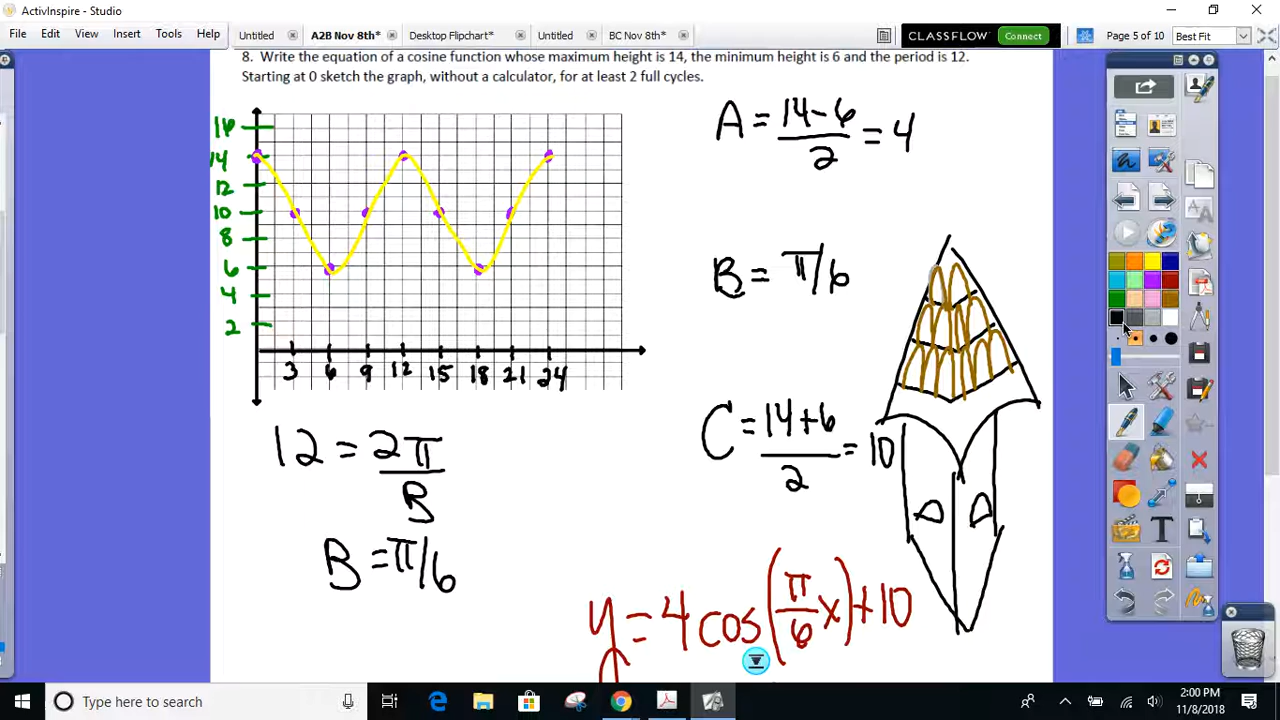 ActivInspire - Studio
File Edit View Insert Tools Help
Untitled A2B Nov 8th* Desktop Flipchart* Untitled BC Nov 8th* CLASSFLOW Connect Page 5 of 10 Best Fit
8. Write the equation of a cosine function whose maximum height is 14, the minimum height is 6 and the period is 12.
Starting at 0 sketch the graph, without a calculator, for at least 2 full cycles.
16
14
12
10
8
6
4
2
3 6 9 12 15 18 21 24
A = (14-6)/2 = 4
B = π/6
C = (14+6)/2 = 10
12 = 2π/B
B = π/6
y = 4 cos(π/6 x) + 10
Type here to search
2:00 PM
11/8/2018